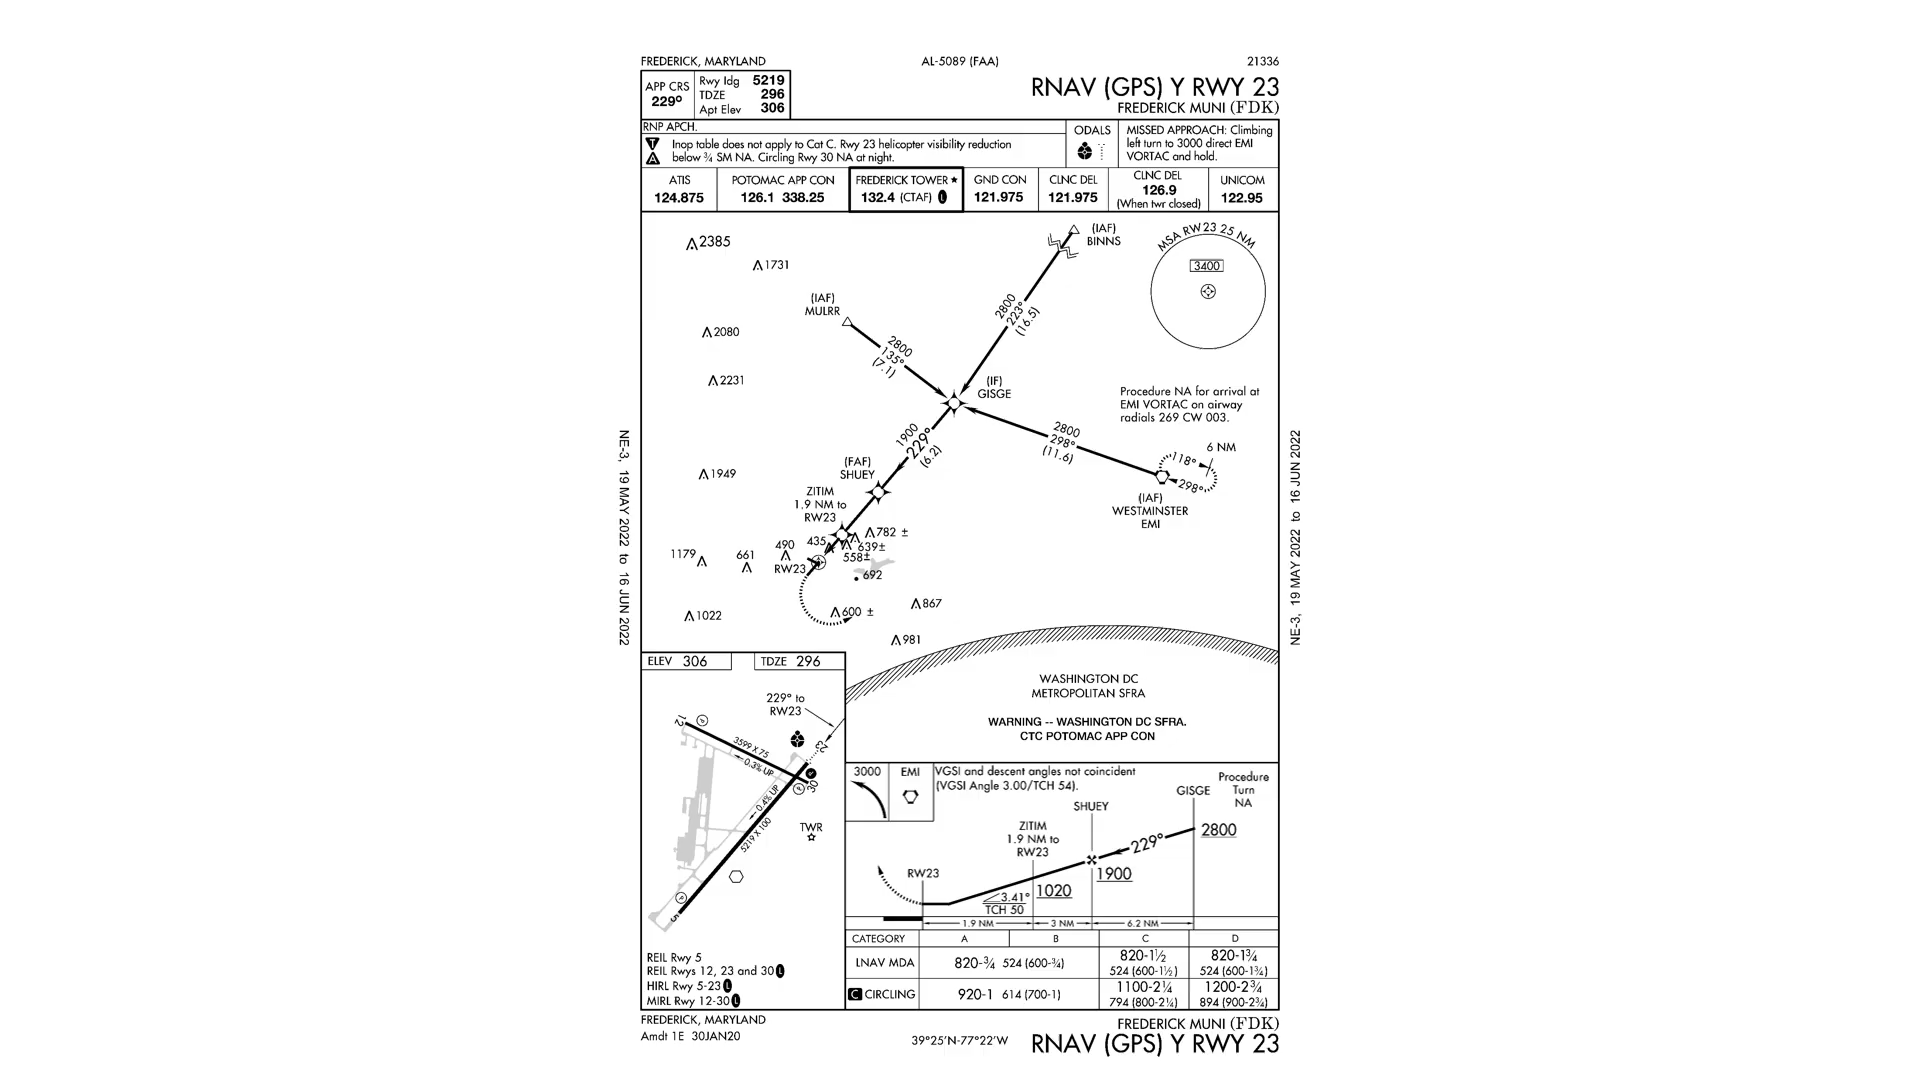 FREDERICK, MARYLAND
AL-5089 (FAA)
21336
APP CRS
229°
Rwy ldg 5219
TDZE 296
Apt Elev 306
RNAV (GPS) Y RWY 23
FREDERICK MUNI (FDK)
RNP APCH.
T
A
Inop table does not apply to Cat C. Rwy 23 helicopter visibility reduction
below ¾ SM NA. Circling Rwy 30 NA at night.
ODALS
MISSED APPROACH: Climbing
left turn to 3000 direct EMI
VORTAC and hold.
ATIS
124.875
POTOMAC APP CON
126.1 338.25
FREDERICK TOWER ★
132.4 (CTAF) L
GND CON
121.975
CLNC DEL
121.975
CLNC DEL
126.9
(When twr closed)
UNICOM
122.95
2385
1731
2080
2231
1949
(IAF)
BINNS
MSA RW23 25 NM
3400
2800
223°
(16.5)
(IAF)
MULRR
2800
135°
(7.1)
(IF)
GISGE
Procedure NA for arrival at
EMI VORTAC on airway
radials 269 CW 003.
2800
298°
(11.6)
6 NM
118°
298°
(IAF)
WESTMINSTER
EMI
1900
229°
(6.2)
(FAF)
SHUEY
ZITIM
1.9 NM to
RW23
782 ±
639±
558±
435
490
661
1179
RW23
692
600 ±
867
981
1022
NE-3, 19 MAY 2022 to 16 JUN 2022
NE-3, 19 MAY 2022 to 16 JUN 2022
WASHINGTON DC
METROPOLITAN SFRA
WARNING -- WASHINGTON DC SFRA.
CTC POTOMAC APP CON
ELEV 306
TDZE 296
229° to
RW23
12
P
3599 X 75
0.3% UP
23
30
P
0.4% UP
5219 X 100
TWR
P
5
REIL Rwy 5
REIL Rwys 12, 23 and 30 L
HIRL Rwy 5-23 L
MIRL Rwy 12-30 L
3000
EMI
VGSI and descent angles not coincident
(VGSI Angle 3.00/TCH 54).
Procedure
Turn
NA
GISGE
SHUEY
ZITIM
1.9 NM to
RW23
RW23
2800
229°
1900
1020
3.41°
TCH 50
1.9 NM
3 NM
6.2 NM
CATEGORY A B C D
LNAV MDA 820-¾ 524 (600-¾) 820-1½ 524 (600-1½) 820-1¾ 524 (600-1¾)
C CIRCLING 920-1 614 (700-1) 1100-2¼ 794 (800-2¼) 1200-2¾ 894 (900-2¾)
FREDERICK, MARYLAND
Amdt 1E 30JAN20
39°25'N-77°22'W
FREDERICK MUNI (FDK)
RNAV (GPS) Y RWY 23